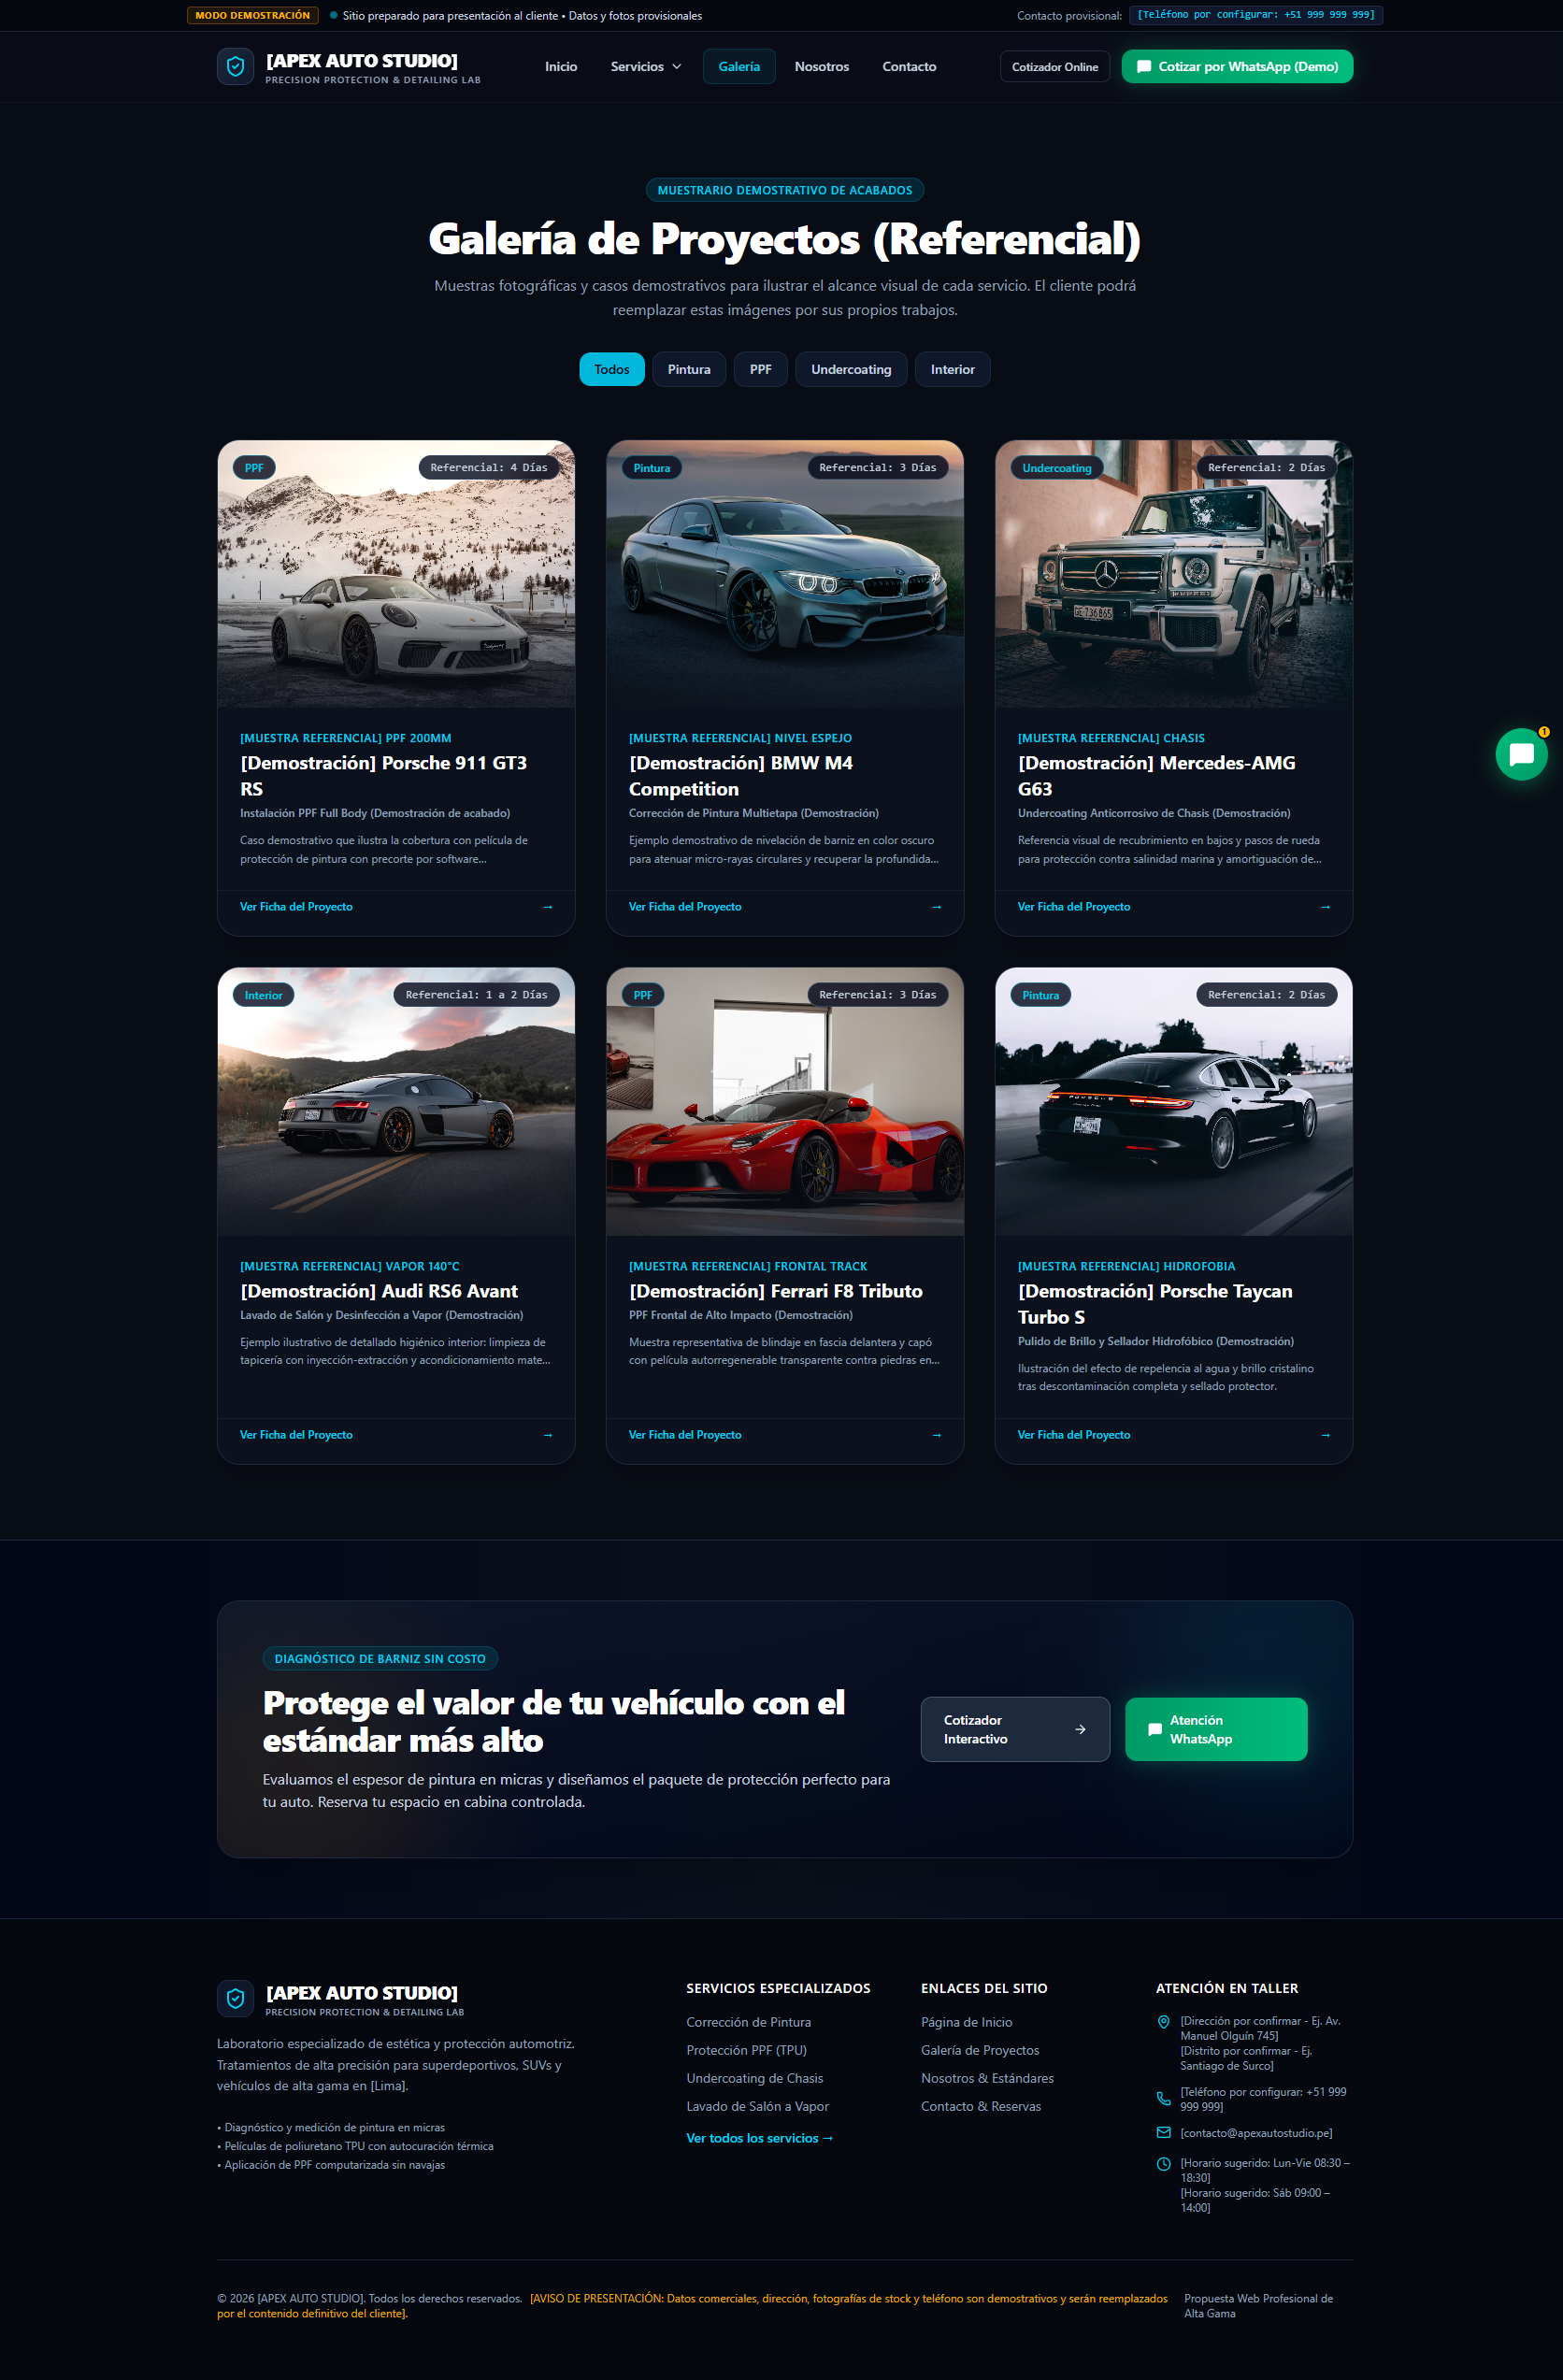 MODO DEMOSTRACIÓN
Sitio preparado para presentación al cliente • Datos y fotos provisionales
Contacto provisional:
[Teléfono por configurar: +51 999 999 999]
[APEX AUTO STUDIO]
PRECISION PROTECTION & DETAILING LAB
Inicio
Servicios
Galería
Nosotros
Contacto
Cotizador Online
Cotizar por WhatsApp (Demo)
MUESTRARIO DEMOSTRATIVO DE ACABADOS
Galería de Proyectos (Referencial)
Muestras fotográficas y casos demostrativos para ilustrar el alcance visual de cada servicio. El cliente podrá
reemplazar estas imágenes por sus propios trabajos.
Todos
Pintura
PPF
Undercoating
Interior
PPF
Referencial: 4 Días
[MUESTRA REFERENCIAL] PPF 200MM
[Demostración] Porsche 911 GT3
RS
Instalación PPF Full Body (Demostración de acabado)
Caso demostrativo que ilustra la cobertura con película de
protección de pintura con precorte por software...
Ver Ficha del Proyecto →
Pintura
Referencial: 3 Días
[MUESTRA REFERENCIAL] NIVEL ESPEJO
[Demostración] BMW M4
Competition
Corrección de Pintura Multietapa (Demostración)
Ejemplo demostrativo de nivelación de barniz en color oscuro
para atenuar micro-rayas circulares y recuperar la profundida...
Ver Ficha del Proyecto →
Undercoating
Referencial: 2 Días
GE 736865
[MUESTRA REFERENCIAL] CHASIS
[Demostración] Mercedes-AMG
G63
Undercoating Anticorrosivo de Chasis (Demostración)
Referencia visual de recubrimiento en bajos y pasos de rueda
para protección contra salinidad marina y amortiguación de...
Ver Ficha del Proyecto →
1
Interior
Referencial: 1 a 2 Días
[MUESTRA REFERENCIAL] VAPOR 140°C
[Demostración] Audi RS6 Avant
Lavado de Salón y Desinfección a Vapor (Demostración)
Ejemplo ilustrativo de detallado higiénico interior: limpieza de
tapicería con inyección-extracción y acondicionamiento mate...
Ver Ficha del Proyecto →
PPF
Referencial: 3 Días
[MUESTRA REFERENCIAL] FRONTAL TRACK
[Demostración] Ferrari F8 Tributo
PPF Frontal de Alto Impacto (Demostración)
Muestra representativa de blindaje en fascia delantera y capó
con película autorregenerable transparente contra piedras en...
Ver Ficha del Proyecto →
Pintura
Referencial: 2 Días
PORSCHE
[MUESTRA REFERENCIAL] HIDROFOBIA
[Demostración] Porsche Taycan
Turbo S
Pulido de Brillo y Sellador Hidrofóbico (Demostración)
Ilustración del efecto de repelencia al agua y brillo cristalino
tras descontaminación completa y sellado protector.
Ver Ficha del Proyecto →
DIAGNÓSTICO DE BARNIZ SIN COSTO
Protege el valor de tu vehículo con el
estándar más alto
Evaluamos el espesor de pintura en micras y diseñamos el paquete de protección perfecto para
tu auto. Reserva tu espacio en cabina controlada.
Cotizador
Interactivo
Atención
WhatsApp
[APEX AUTO STUDIO]
PRECISION PROTECTION & DETAILING LAB
Laboratorio especializado de estética y protección automotriz.
Tratamientos de alta precisión para superdeportivos, SUVs y
vehículos de alta gama en [Lima].
• Diagnóstico y medición de pintura en micras
• Películas de poliuretano TPU con autocuración térmica
• Aplicación de PPF computarizada sin navajas
SERVICIOS ESPECIALIZADOS
Corrección de Pintura
Protección PPF (TPU)
Undercoating de Chasis
Lavado de Salón a Vapor
Ver todos los servicios →
ENLACES DEL SITIO
Página de Inicio
Galería de Proyectos
Nosotros & Estándares
Contacto & Reservas
ATENCIÓN EN TALLER
[Dirección por confirmar - Ej. Av.
Manuel Olguín 745]
[Distrito por confirmar - Ej.
Santiago de Surco]
[Teléfono por configurar: +51 999
999 999]
[contacto@apexautostudio.pe]
[Horario sugerido: Lun-Vie 08:30 –
18:30]
[Horario sugerido: Sáb 09:00 –
14:00]
© 2026 [APEX AUTO STUDIO]. Todos los derechos reservados. [AVISO DE PRESENTACIÓN: Datos comerciales, dirección, fotografías de stock y teléfono son demostrativos y serán reemplazados
por el contenido definitivo del cliente].
Propuesta Web Profesional de
Alta Gama